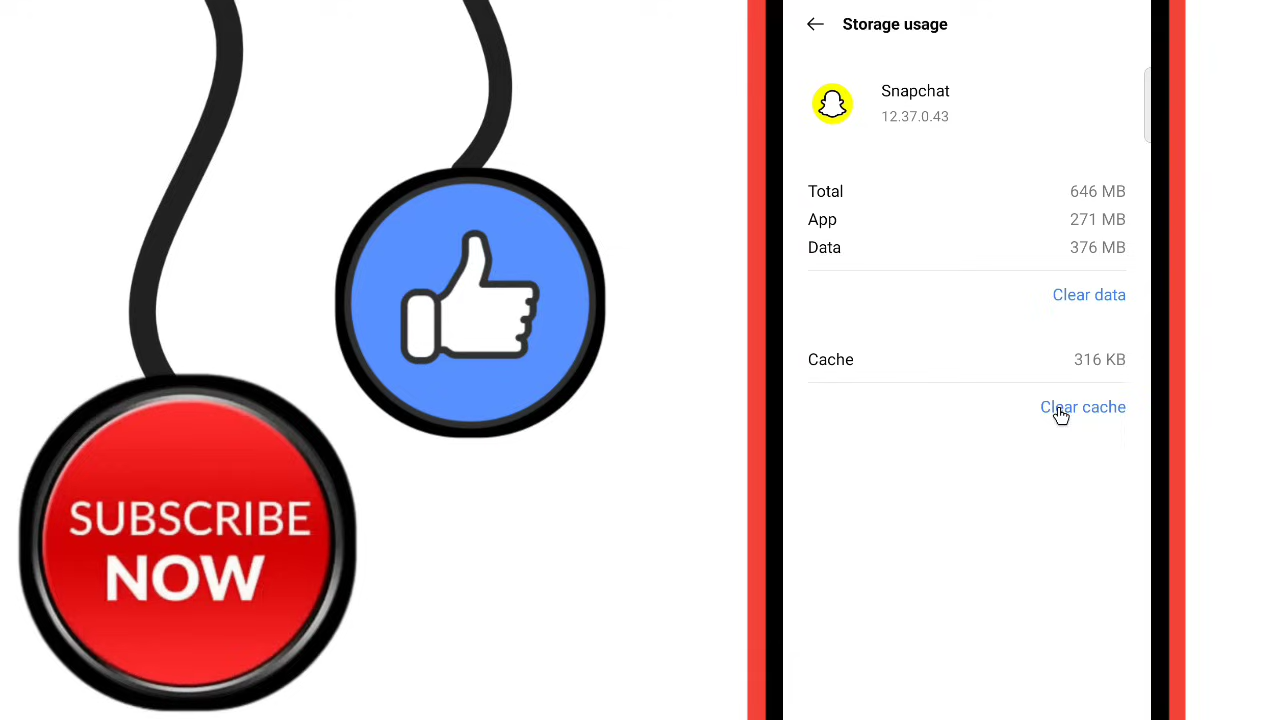 Storage usage
Snapchat
12.37.0.43
Total 646 MB
App 271 MB
Data 376 MB
Clear data
Cache 316 KB
Clear cache
SUBSCRIBE
NOW